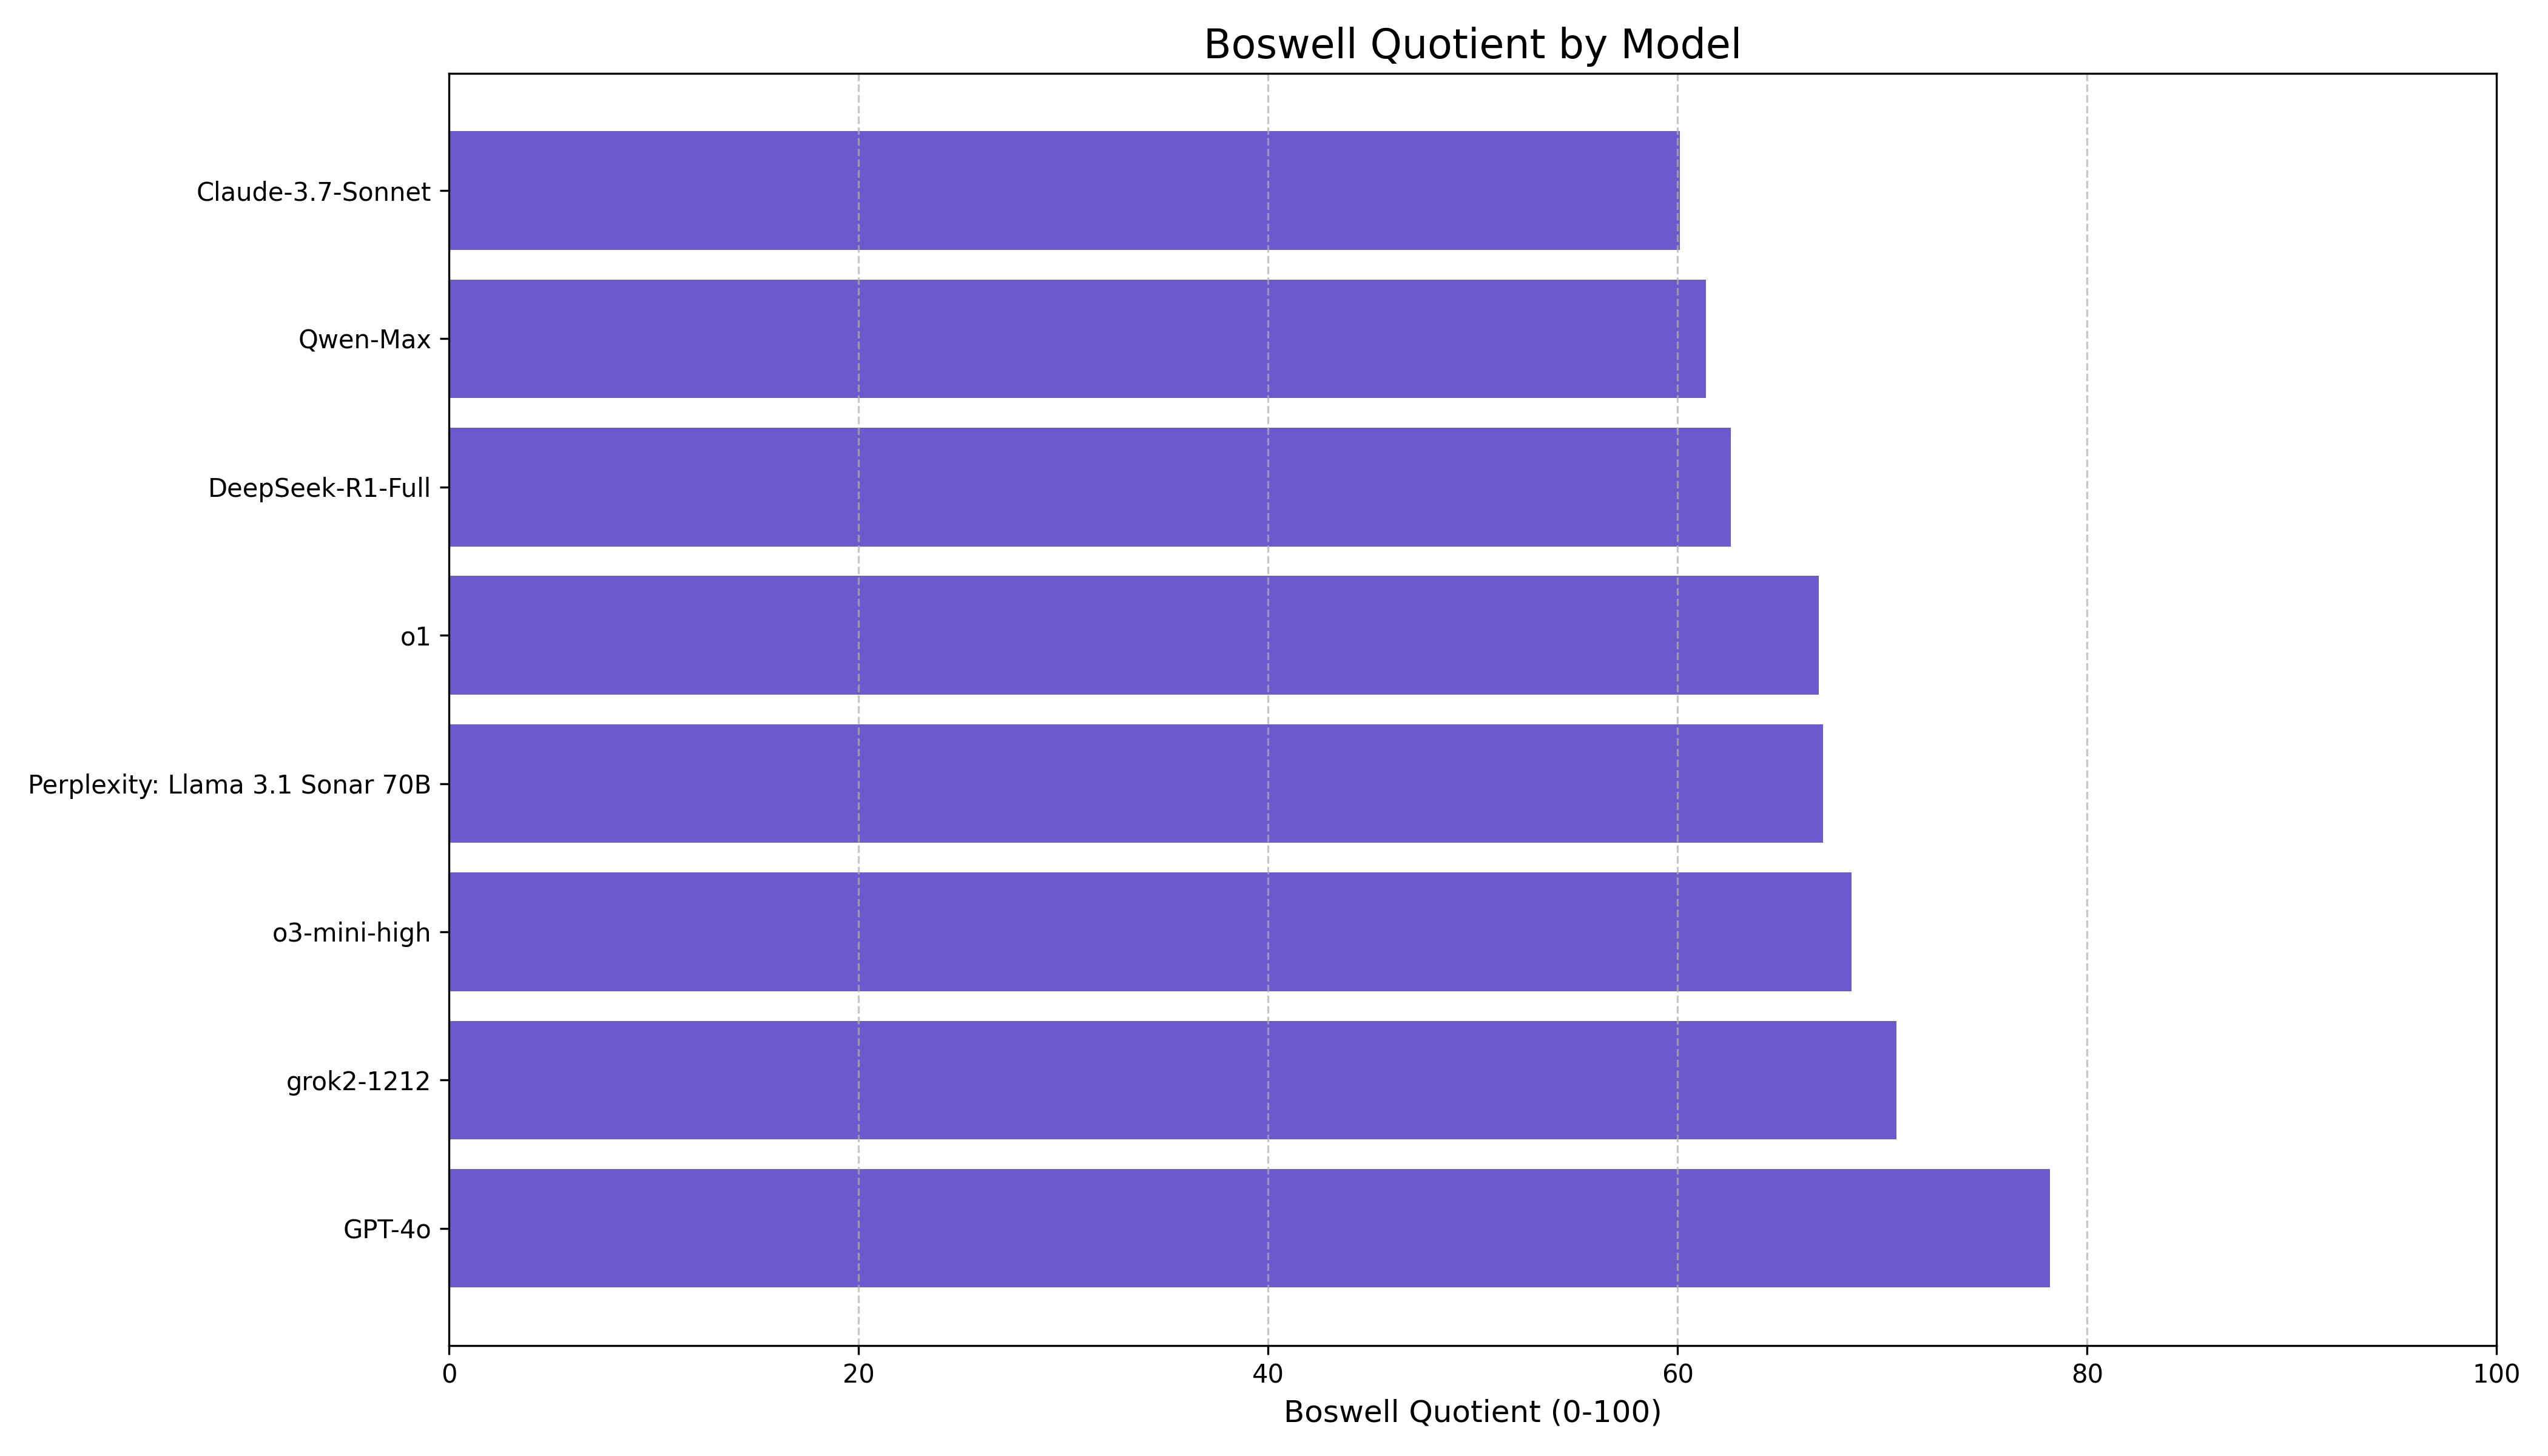 Boswell Quotient by Model
Claude-3.7-Sonnet
Qwen-Max
DeepSeek-R1-Full
o1
Perplexity: Llama 3.1 Sonar 70B
o3-mini-high
grok2-1212
GPT-4o
0 20 40 60 80 100
Boswell Quotient (0-100)